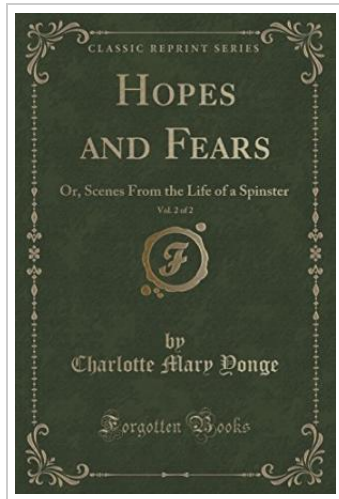 CLASSIC REPRINT SERIES
HOPES
AND FEARS
Or, Scenes From the Life of a Spinster
Vol. 2 of 2
F
by
Charlotte Mary Yonge
Forgotten Books